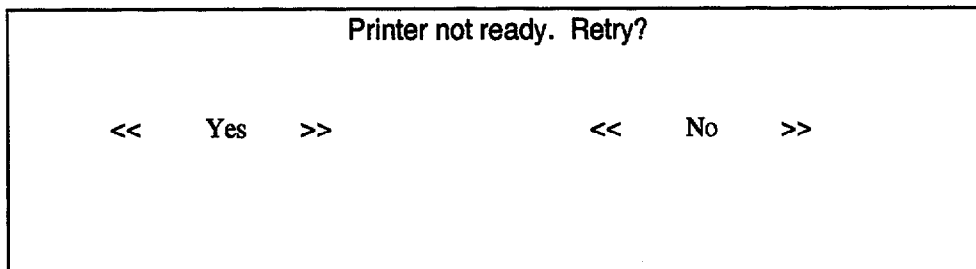 Printer not ready. Retry?
<< Yes >> << No >>